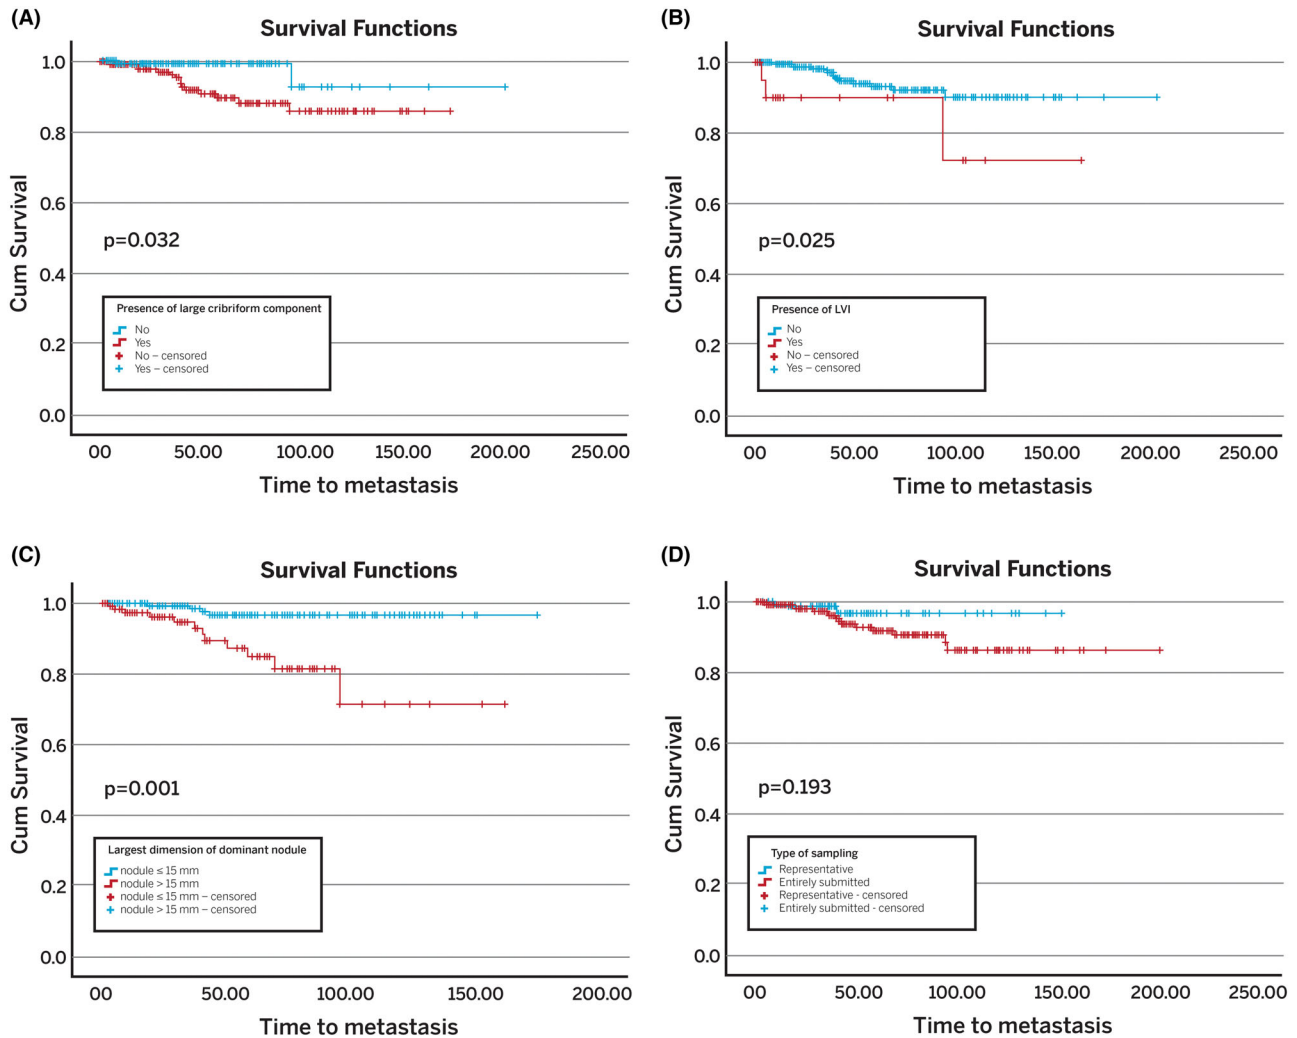 (A)
Survival Functions
1.0
0.8
0.6
0.4
0.2
0.0
Cum Survival
p=0.032
Presence of large cribriform component
No
Yes
No – censored
Yes – censored
00 50.00 100.00 150.00 200.00 250.00
Time to metastasis
(B)
Survival Functions
1.0
0.8
0.6
0.4
0.2
0.0
Cum Survival
p=0.025
Presence of LVI
No
Yes
No – censored
Yes – censored
00 50.00 100.00 150.00 200.00 250.00
Time to metastasis
(C)
Survival Functions
1.0
0.8
0.6
0.4
0.2
0.0
Cum Survival
p=0.001
Largest dimension of dominant nodule
nodule ≤ 15 mm
nodule > 15 mm
nodule ≤ 15 mm – censored
nodule > 15 mm – censored
00 50.00 100.00 150.00 200.00
Time to metastasis
(D)
Survival Functions
1.0
0.8
0.6
0.4
0.2
0.0
Cum Survival
p=0.193
Type of sampling
Representative
Entirely submitted
Representative - censored
Entirely submitted - censored
00 50.00 100.00 150.00 200.00 250.00
Time to metastasis